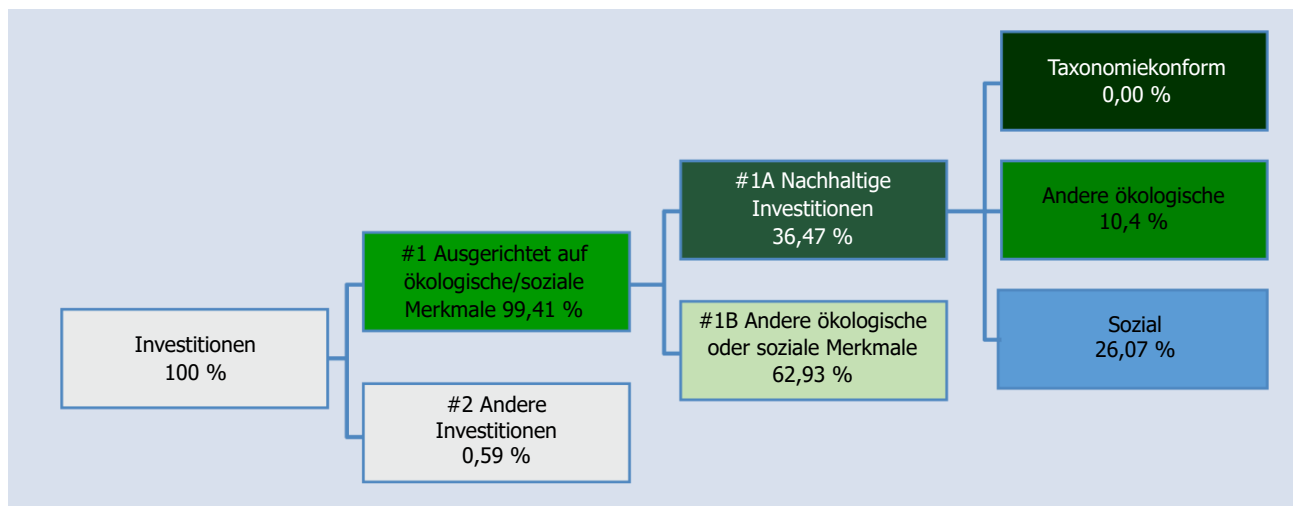 Investitionen
100 %
#1 Ausgerichtet auf
ökologische/soziale
Merkmale 99,41 %
#2 Andere
Investitionen
0,59 %
#1A Nachhaltige
Investitionen
36,47 %
#1B Andere ökologische
oder soziale Merkmale
62,93 %
Taxonomiekonform
0,00 %
Andere ökologische
10,4 %
Sozial
26,07 %